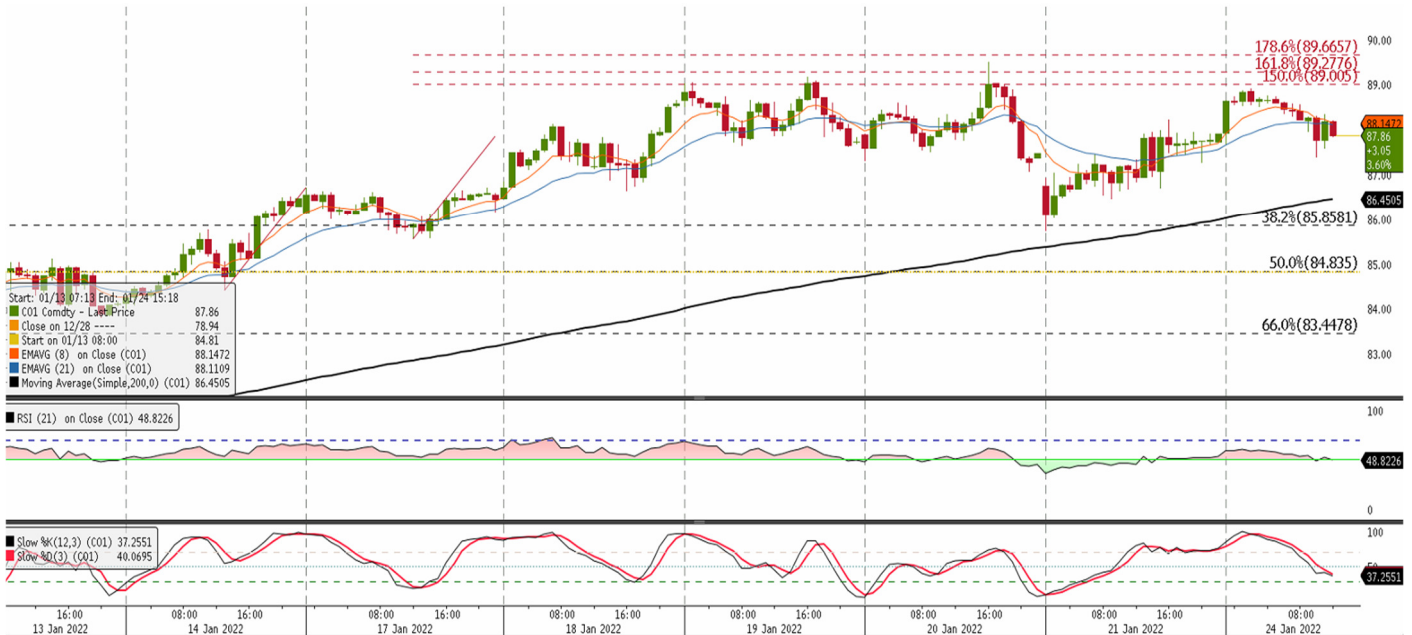 90.00
178.6%(89.6657)
161.8%(89.2776)
150.0%(89.005)
89.00
88.1472
87.86
+3.05
3.60%
87.00
86.4505
38.2%(85.8581)
86.00
50.0%(84.835)
85.00
84.00
66.0%(83.4478)
83.00
Start: 01/13 07:13 End: 01/24 15:18
CO1 Comdty - Last Price 87.86
Close on 12/28 ---- 78.94
Start on 01/13 08:00 84.81
EMAVG (8) on Close (CO1) 88.1472
EMAVG (21) on Close (CO1) 88.1109
Moving Average(Simple,200,0) (CO1) 86.4505
RSI (21) on Close (CO1) 48.8226
100
48.8226
0
Slow %K(12,3) (CO1) 37.2551
Slow %D(3) (CO1) 40.0695
100
37.2551
16:00 08:00 16:00 08:00 16:00 08:00 16:00 08:00 16:00 08:00 16:00 08:00 16:00 08:00
13 Jan 2022 14 Jan 2022 17 Jan 2022 18 Jan 2022 19 Jan 2022 20 Jan 2022 21 Jan 2022 24 Jan 2022